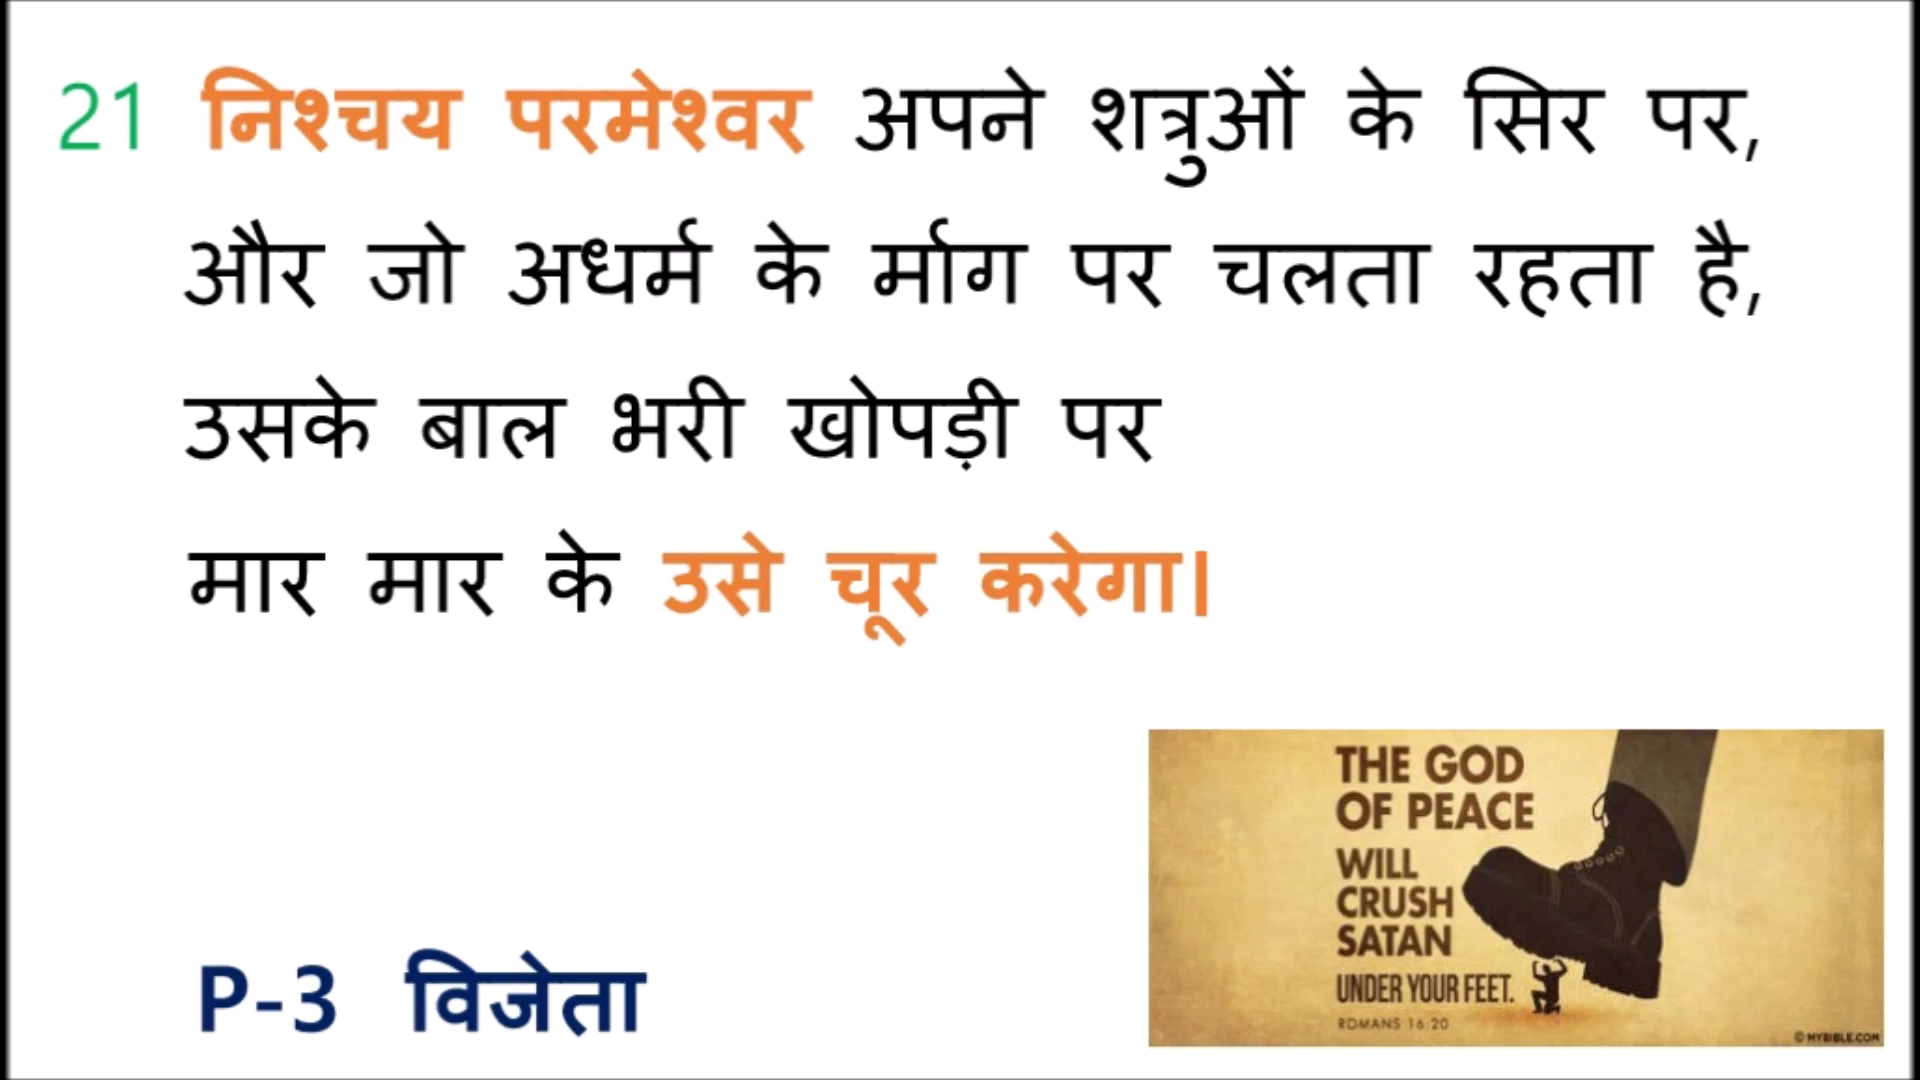 21 निश्चय परमेश्वर अपने शत्रुओं के सिर पर,
और जो अधर्म के र्माग पर चलता रहता है,
उसके बाल भरी खोपड़ी पर
मार मार के उसे चूर करेगा।
THE GOD
OF PEACE
WILL
CRUSH
SATAN
UNDER YOUR FEET.
ROMANS 16:20
© MYBIBLE.COM
P-3 विजेता